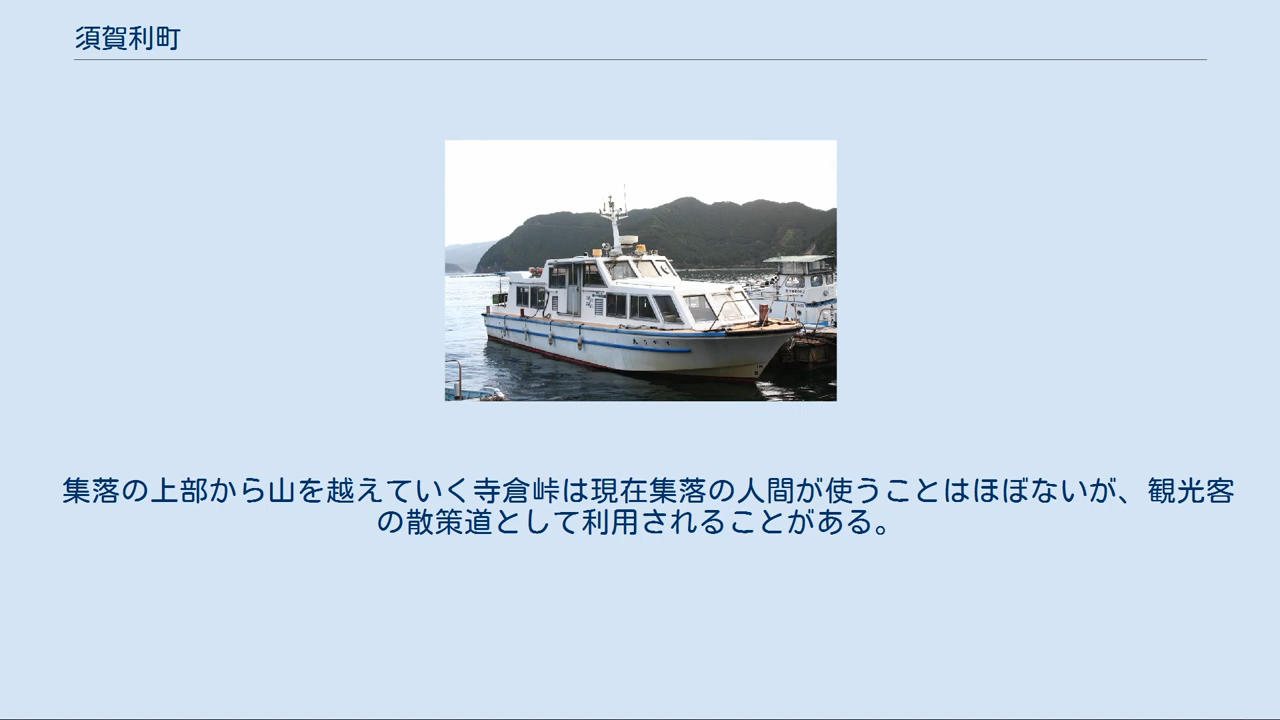 須賀利町
集落の上部から山を越えていく寺倉峠は現在集落の人間が使うことはほぼないが、観光客
の散策道として利用されることがある。